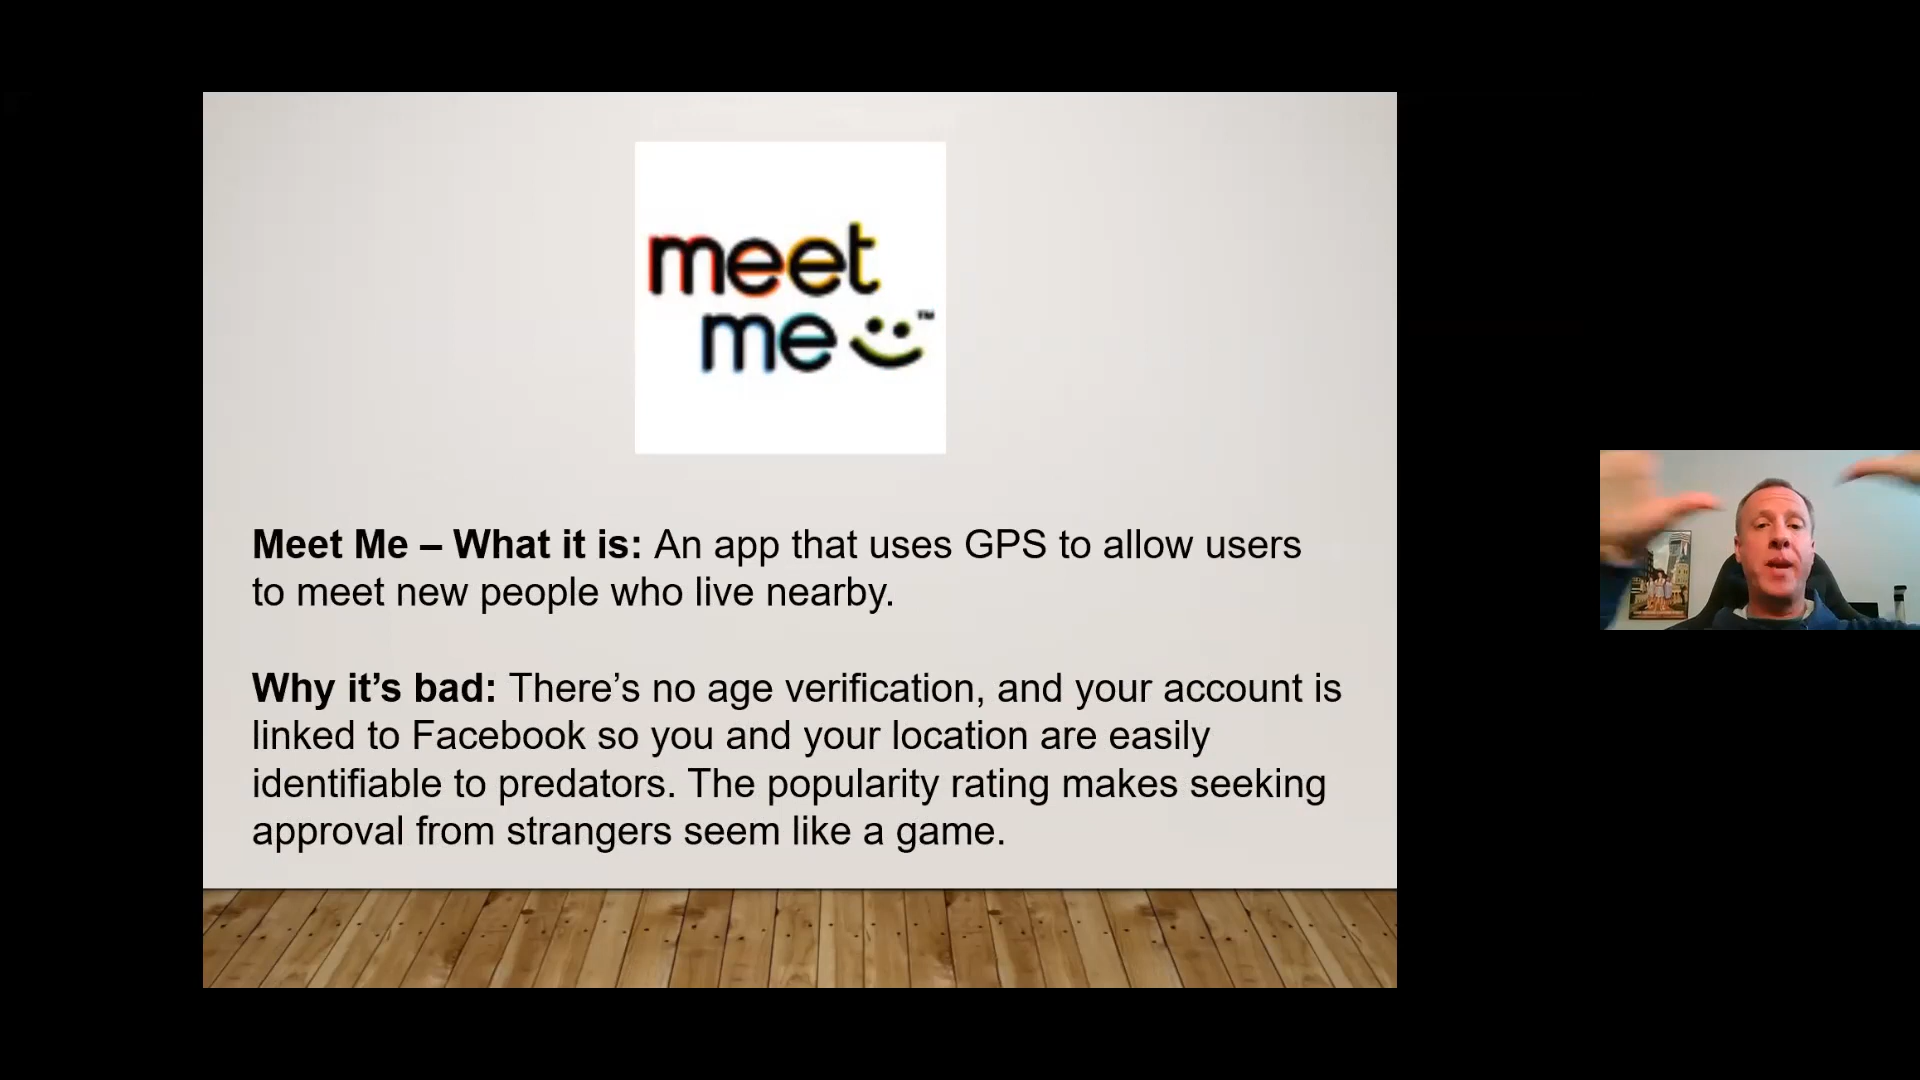 meet
me™
Meet Me – What it is: An app that uses GPS to allow users
to meet new people who live nearby.
Why it’s bad: There’s no age verification, and your account is
linked to Facebook so you and your location are easily
identifiable to predators. The popularity rating makes seeking
approval from strangers seem like a game.